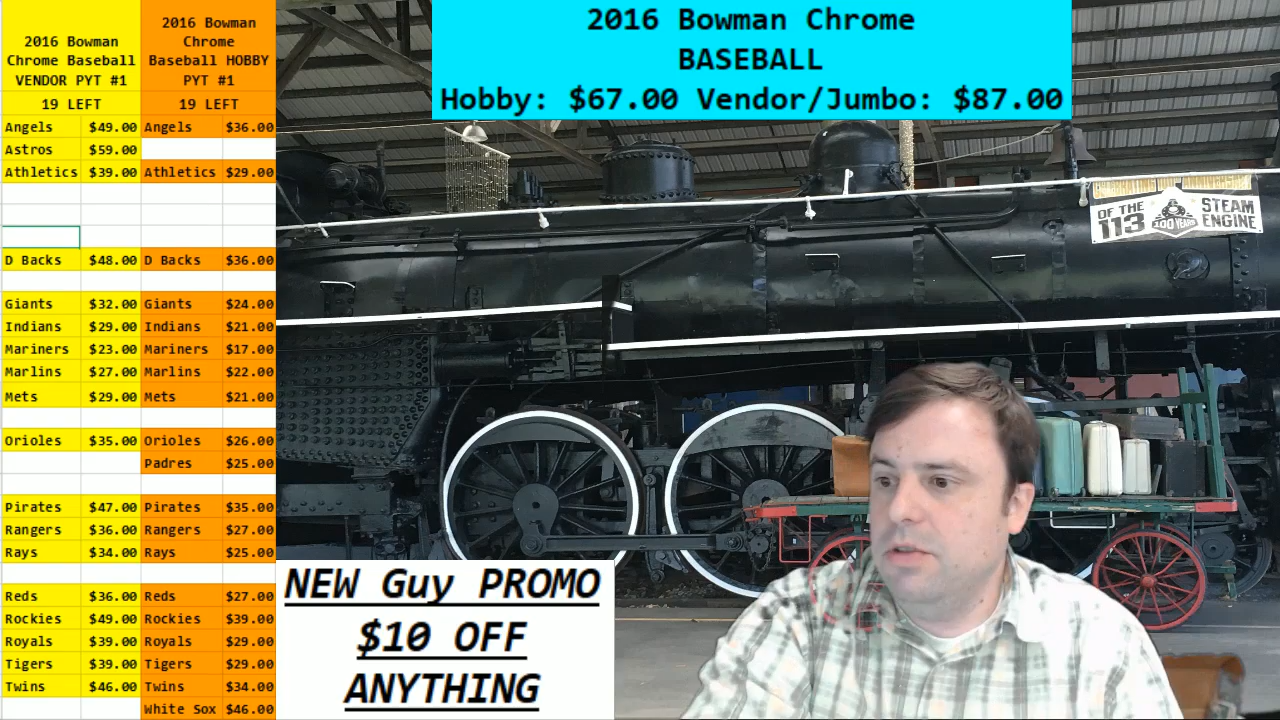 2016 Bowman
Chrome Baseball
VENDOR PYT #1
19 LEFT
2016 Bowman
Chrome
Baseball HOBBY
PYT #1
19 LEFT
Angels $49.00 Angels $36.00
Astros $59.00
Athletics $39.00 Athletics $29.00
D Backs $48.00 D Backs $36.00
Giants $32.00 Giants $24.00
Indians $29.00 Indians $21.00
Mariners $23.00 Mariners $17.00
Marlins $27.00 Marlins $22.00
Mets $29.00 Mets $21.00
Orioles $35.00 Orioles $26.00
Padres $25.00
Pirates $47.00 Pirates $35.00
Rangers $36.00 Rangers $27.00
Rays $34.00 Rays $25.00
Reds $36.00 Reds $27.00
Rockies $49.00 Rockies $39.00
Royals $39.00 Royals $29.00
Tigers $39.00 Tigers $29.00
Twins $46.00 Twins $34.00
White Sox $46.00
2016 Bowman Chrome
BASEBALL
Hobby: $67.00 Vendor/Jumbo: $87.00
OF THE
113
100 YEARS
STEAM
ENGINE
NEW Guy PROMO
$10 OFF
ANYTHING